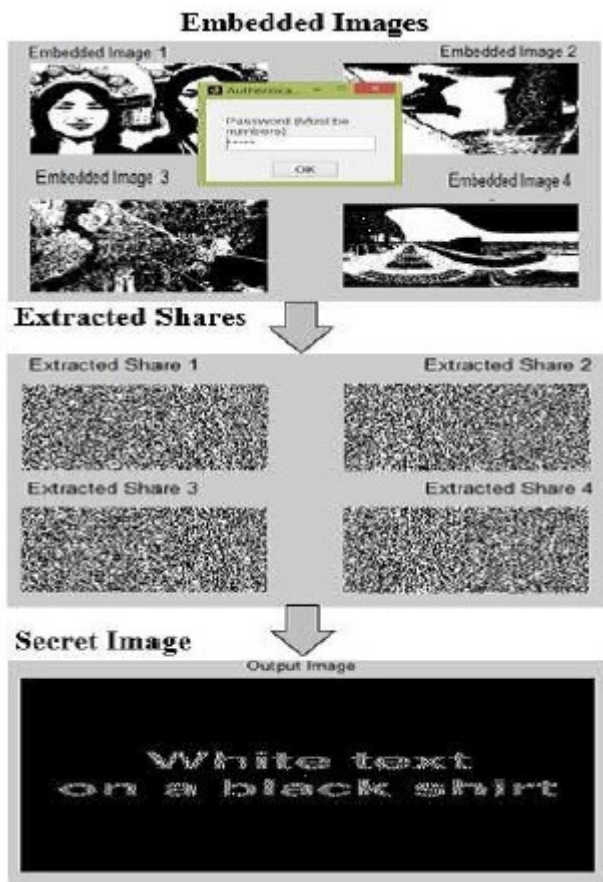 Embedded Images
Embedded Image 1
Embedded Image 2
Authentica...
Password (Must be
numbers)
OK
Embedded Image 3
Embedded Image 4
Extracted Shares
Extracted Share 1
Extracted Share 2
Extracted Share 3
Extracted Share 4
Secret Image
Output Image
White text
on a black shirt